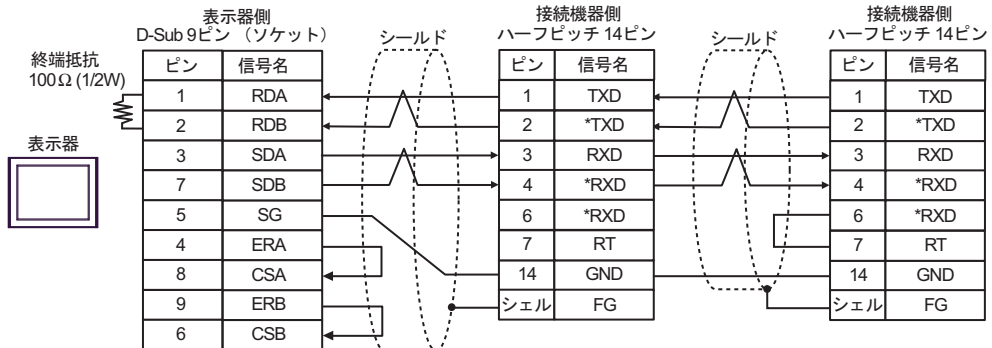 表示器側
D-Sub 9ピン （ソケット）
シールド
接続機器側
ハーフピッチ 14ピン
シールド
接続機器側
ハーフピッチ 14ピン
終端抵抗
100Ω (1/2W)
表示器
ピン 信号名
1 RDA
2 RDB
3 SDA
7 SDB
5 SG
4 ERA
8 CSA
9 ERB
6 CSB
ピン 信号名
1 TXD
2 *TXD
3 RXD
4 *RXD
6 *RXD
7 RT
14 GND
シェル FG
ピン 信号名
1 TXD
2 *TXD
3 RXD
4 *RXD
6 *RXD
7 RT
14 GND
シェル FG